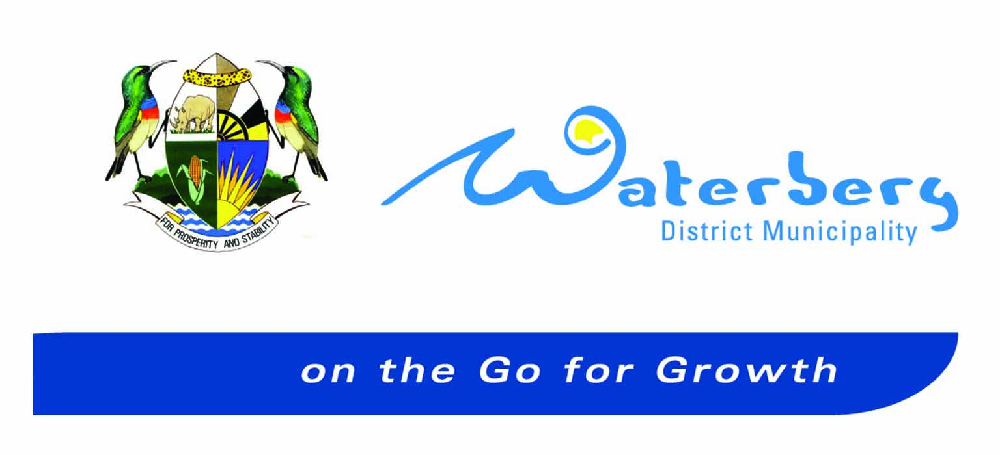 FOR PROSPERITY AND STABILITY
Waterberg
District Municipality
on the Go for Growth